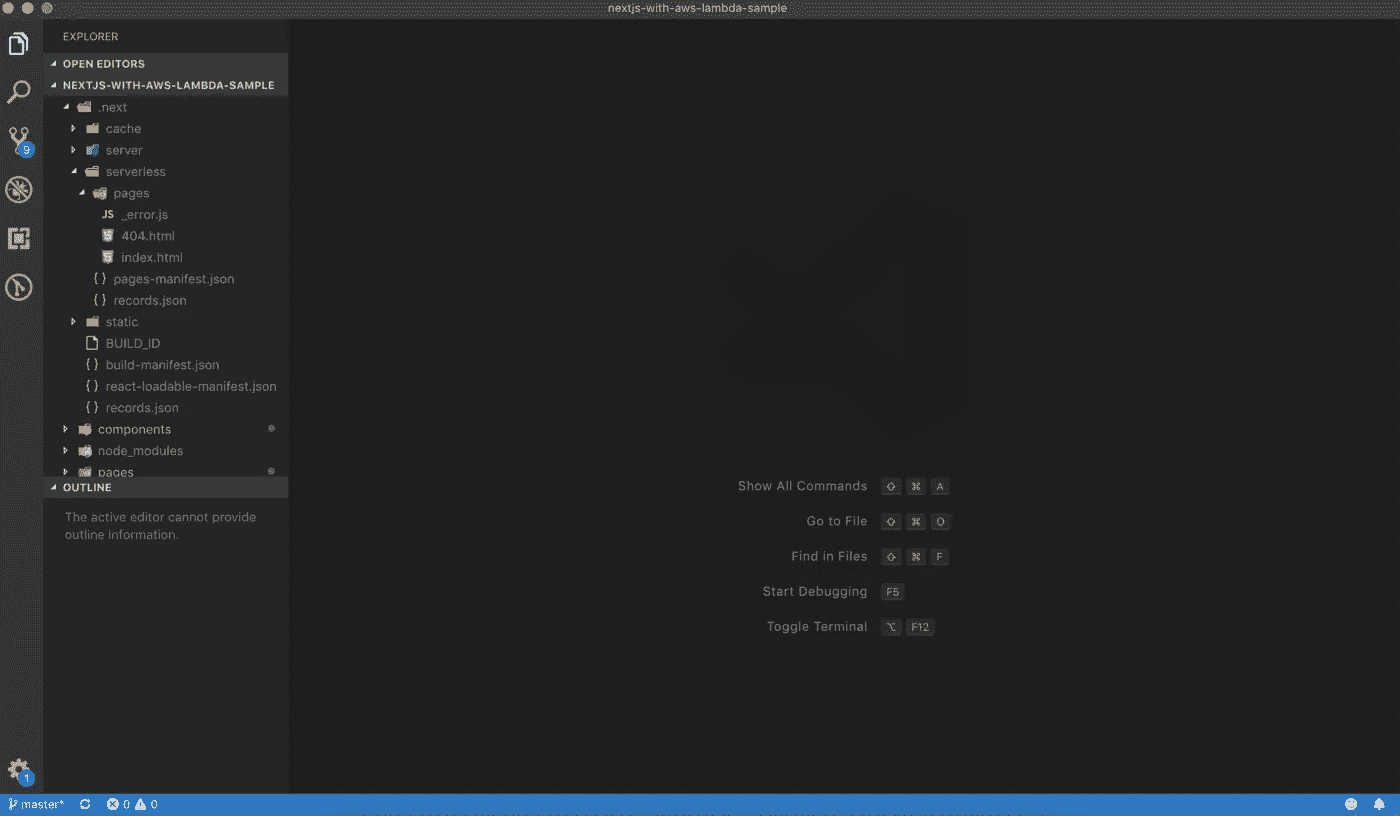 nextjs-with-aws-lambda-sample
EXPLORER
OPEN EDITORS
NEXTJS-WITH-AWS-LAMBDA-SAMPLE
.next
cache
server
9
serverless
pages
JS _error.js
404.html
index.html
{ } pages-manifest.json
{ } records.json
static
BUILD_ID
{ } build-manifest.json
{ } react-loadable-manifest.json
{ } records.json
components
node_modules
pages
OUTLINE
The active editor cannot provide
outline information.
Show All Commands ⇧ ⌘ A
Go to File ⇧ ⌘ O
Find in Files ⇧ ⌘ F
Start Debugging F5
Toggle Terminal ⌥ F12
1
master* 0 0